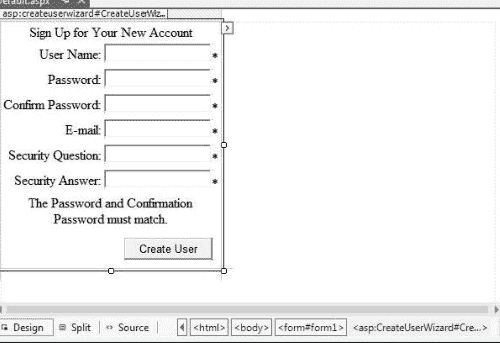 Default.aspx
asp:createuserwizard#CreateUserWiz...
Sign Up for Your New Account
User Name: *
Password: *
Confirm Password: *
E-mail: *
Security Question: *
Security Answer: *
The Password and Confirmation
Password must match.
Create User
Design Split Source <html> <body> <form#form1> <asp:CreateUserWizard#Cre...>